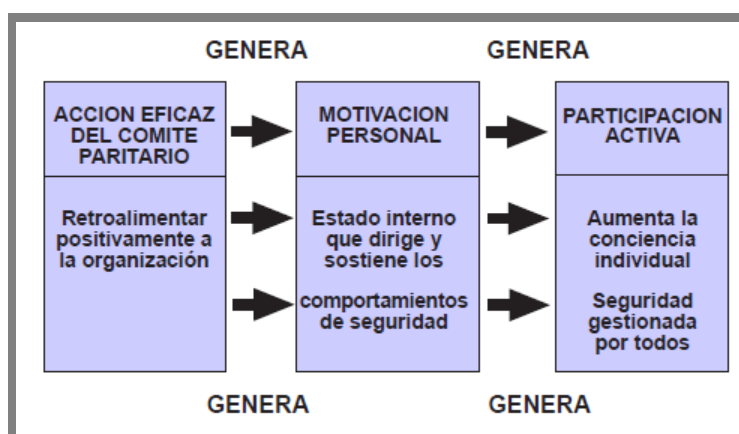 GENERA GENERA
ACCION EFICAZ
DEL COMITE
PARITARIO
MOTIVACION
PERSONAL
PARTICIPACION
ACTIVA
Retroalimentar
positivamente a
la organización
Estado interno
que dirige y
sostiene los
comportamientos
de seguridad
Aumenta la
conciencia
individual
Seguridad
gestionada
por todos
GENERA GENERA